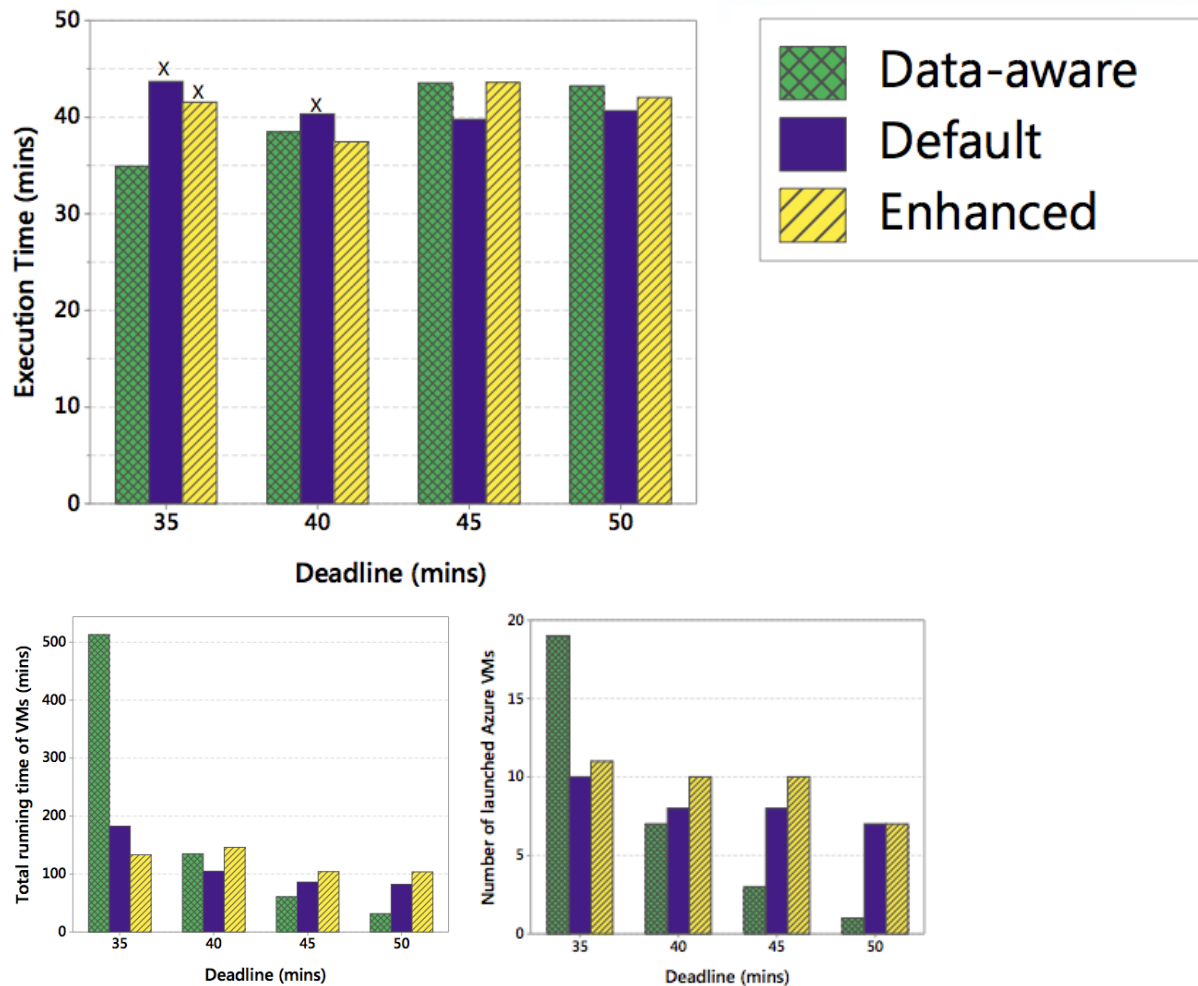 50
40
30
20
10
0
Execution Time (mins)
X
X
X
35 40 45 50
Deadline (mins)
Data-aware
Default
Enhanced
500
400
300
200
100
0
Total running time of VMs (mins)
35 40 45 50
Deadline (mins)
20
15
10
5
0
Number of launched Azure VMs
35 40 45 50
Deadline (mins)